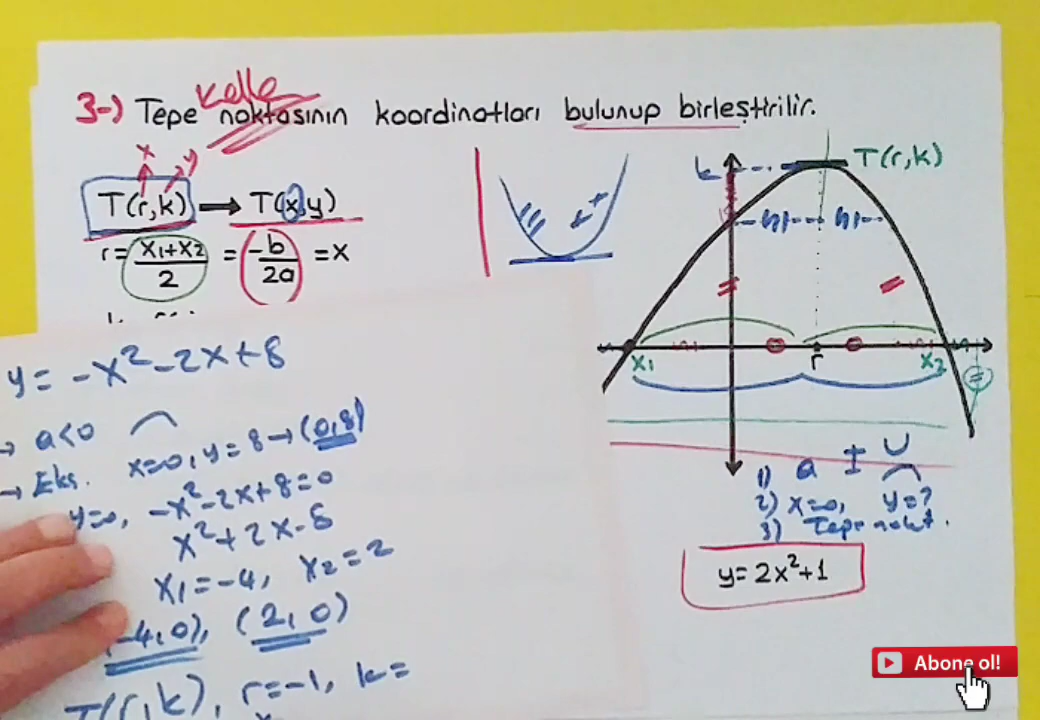 Kelle
3-) Tepe noktasının koordinatları bulunup birleştirilir.
x y
T(r,k) → T(x,y)
r = x₁+x₂/2 = -b/2a = x
k
T(r,k)
x₁ r x₂
y = -x²-2x+8
→ a<0
→ Eks. x=0, y=8 → (0,8)
y=0, -x²-2x+8=0
x²+2x-8
x₁=-4, x₂=2
(-4,0), (2,0)
T(r,k), r=-1, k=
1) a ±
2) x=0, y=?
3) Tepe nokt.
y=2x²+1
Abone ol!